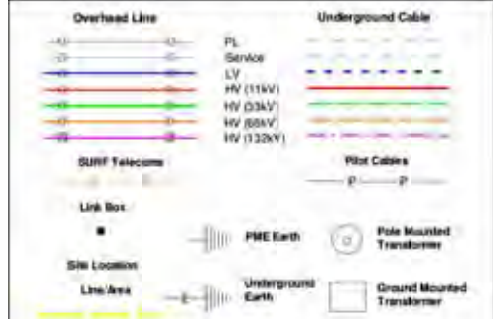 Overhead Line
Underground Cable
PL
Service
LV
HV (11kV)
HV (33kV)
HV (66kV)
HV (132kV)
SURF Telecoms
Pilot Cables
P P
Link Box
PME Earth
Pole Mounted
Transformer
Site Location
Line/Area
E
Underground
Earth
Ground Mounted
Transformer